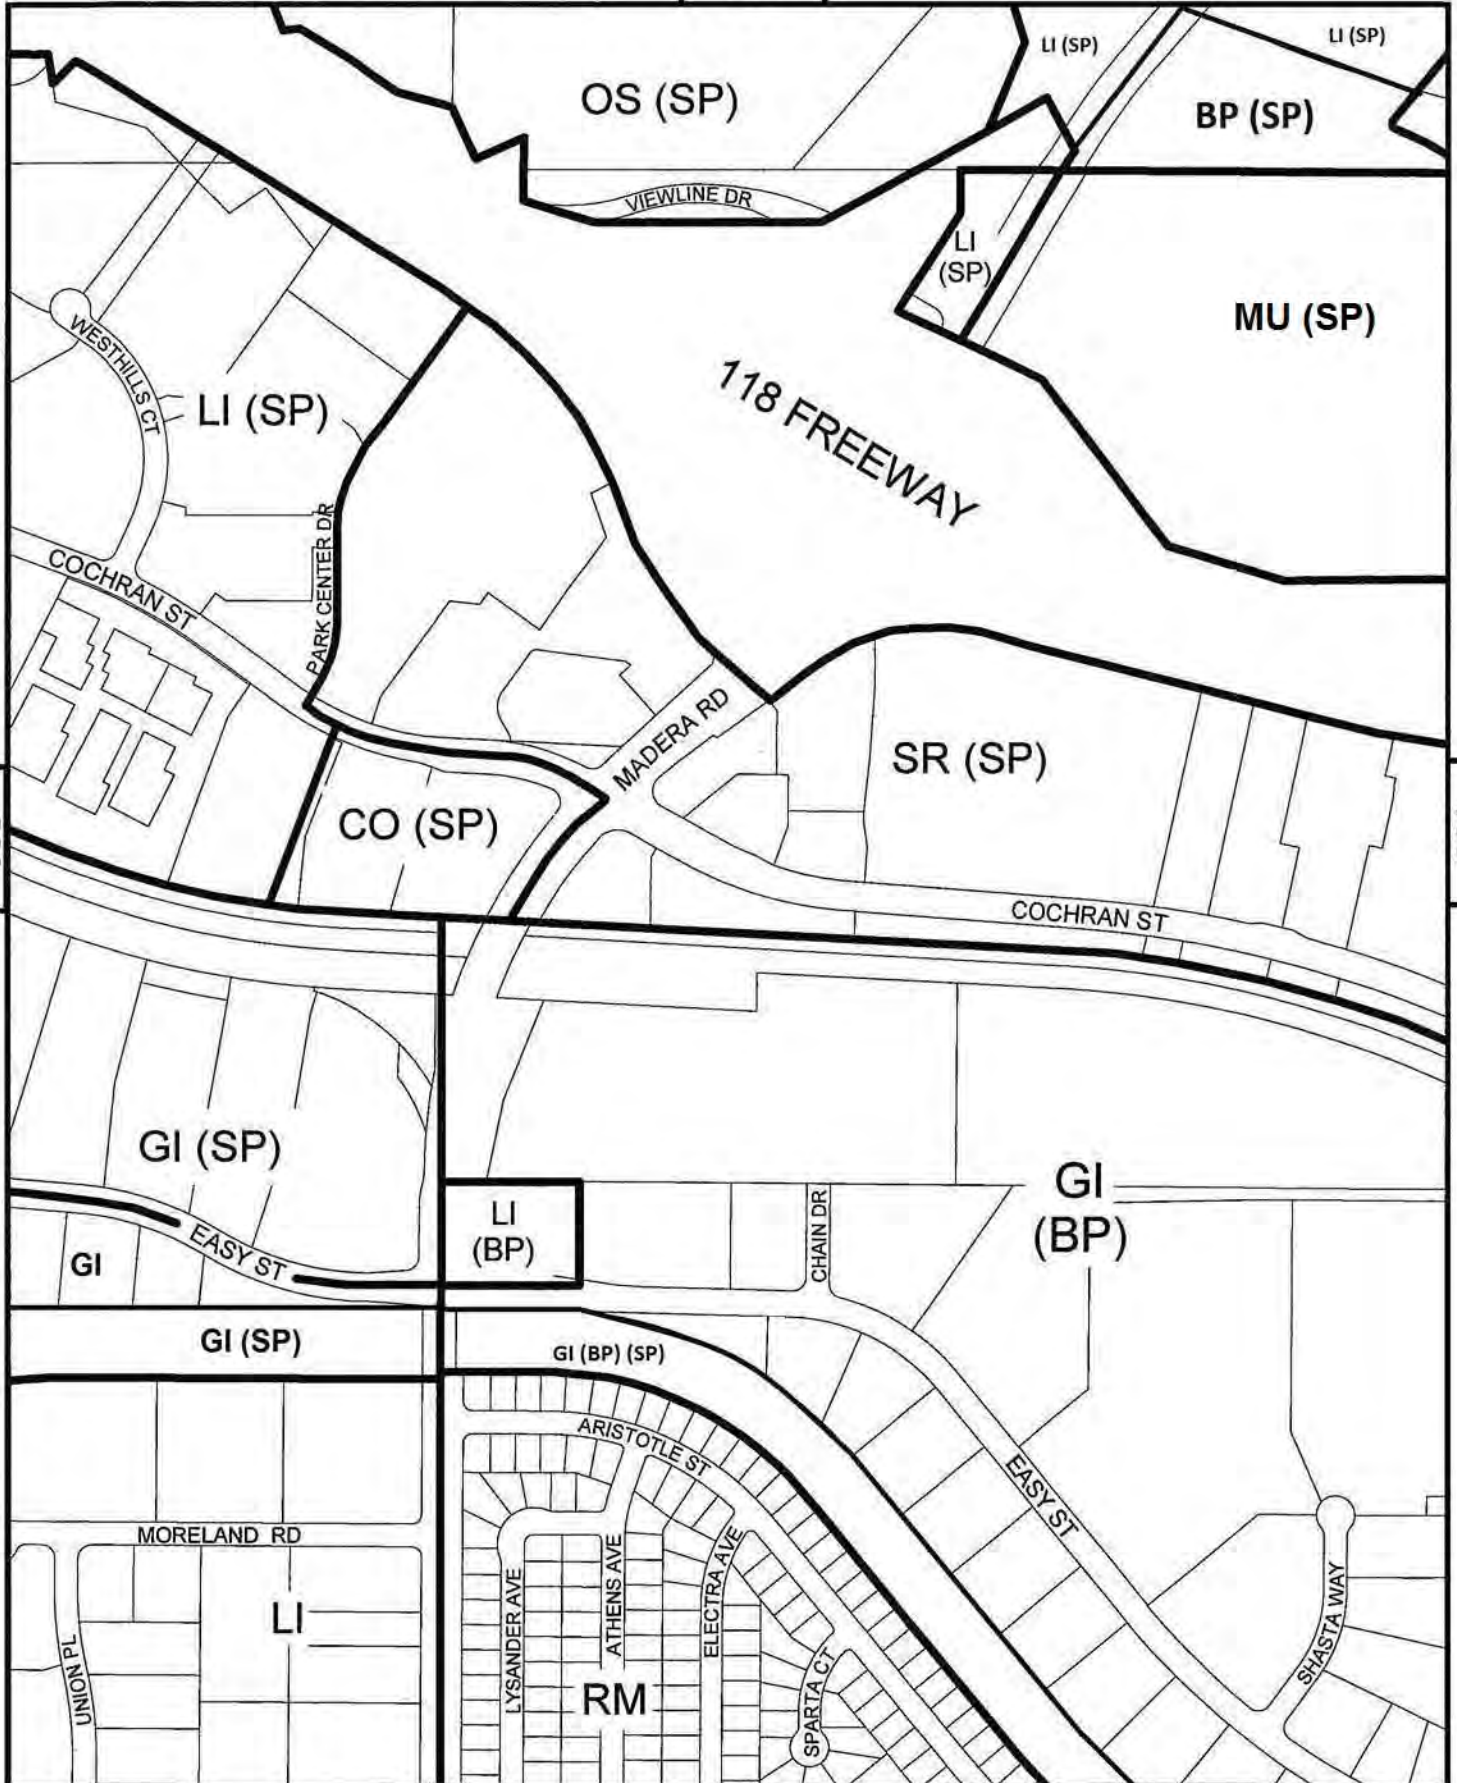 LI (SP)
LI (SP)
OS (SP)
BP (SP)
VIEWLINE DR
LI
(SP)
MU (SP)
WESTHILLS CT
118 FREEWAY
LI (SP)
PARK CENTER DR
COCHRAN ST
MADERA RD
SR (SP)
CO (SP)
COCHRAN ST
GI (SP)
GI
(BP)
LI
(BP)
CHAIN DR
EASY ST
GI
GI (SP)
GI (BP) (SP)
ARISTOTLE ST
EASY ST
MORELAND RD
LYSANDER AVE
ATHENS AVE
ELECTRA AVE
SHASTA WAY
LI
UNION PL
RM
SPARTA CT